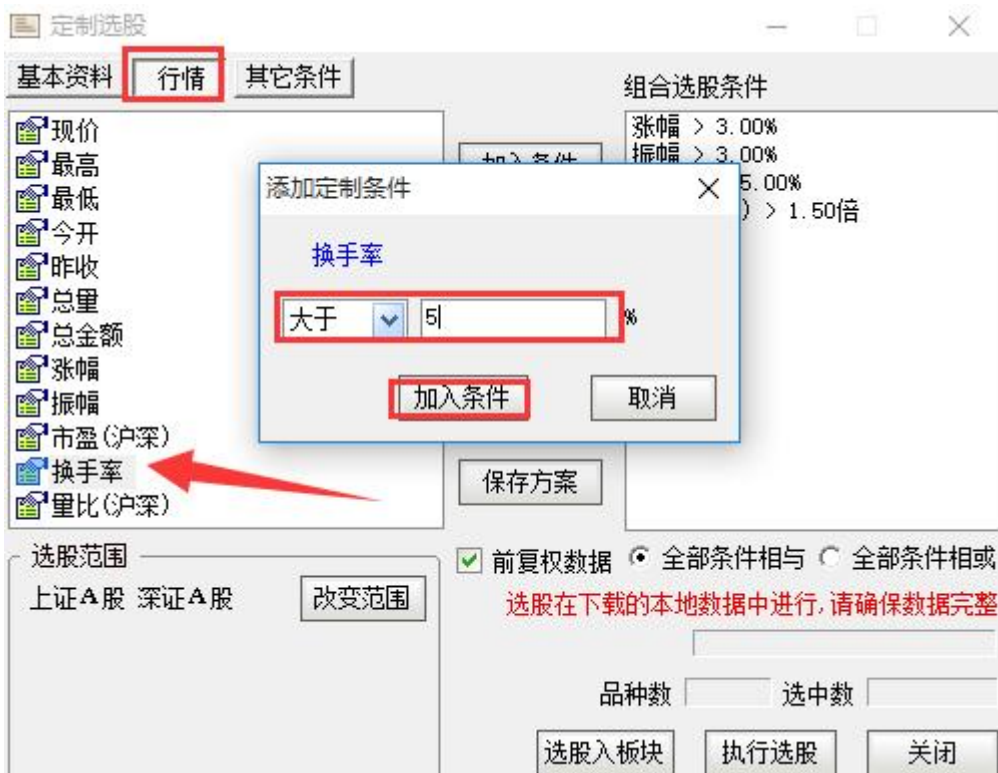 定制选股
基本资料 行情 其它条件
组合选股条件
现价
最高
最低
今开
昨收
总量
总金额
涨幅
振幅
市盈(沪深)
换手率
量比(沪深)
涨幅 > 3.00%
振幅 > 3.00%
5.00%
) > 1.50倍
添加定制条件
换手率
大于 5 %
加入条件 取消
保存方案
选股范围
上证A股 深证A股 改变范围
前复权数据 全部条件相与 全部条件相或
选股在下载的本地数据中进行,请确保数据完整
品种数 选中数
选股入板块 执行选股 关闭